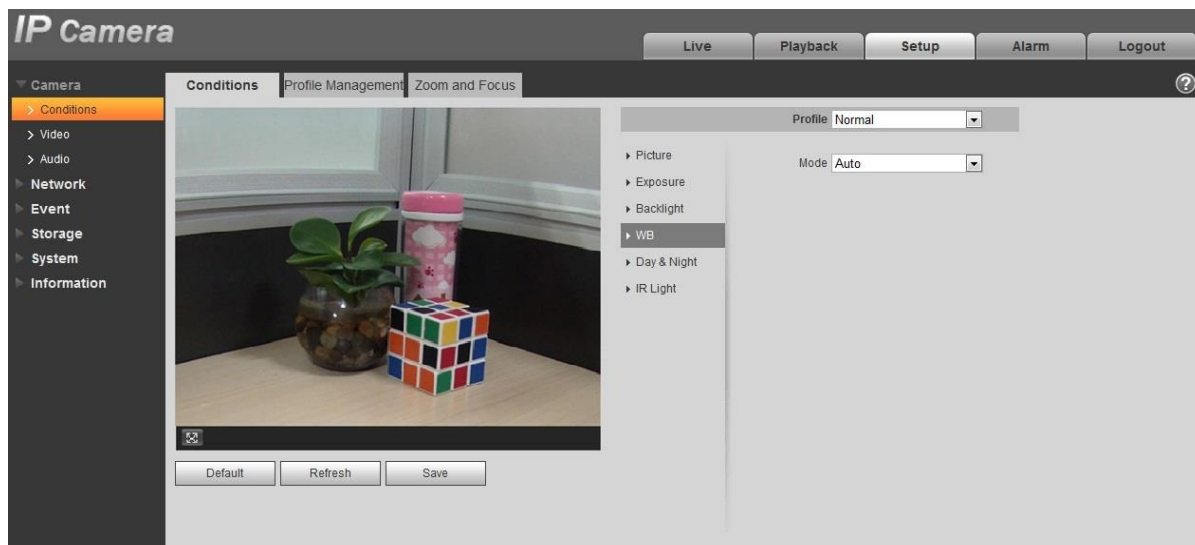 IP Camera
Live
Playback
Setup
Alarm
Logout
Camera
Conditions
Video
Audio
Network
Event
Storage
System
Information
Conditions
Profile Management
Zoom and Focus
?
Profile Normal
Picture
Exposure
Backlight
WB
Day & Night
IR Light
Mode Auto
Default
Refresh
Save